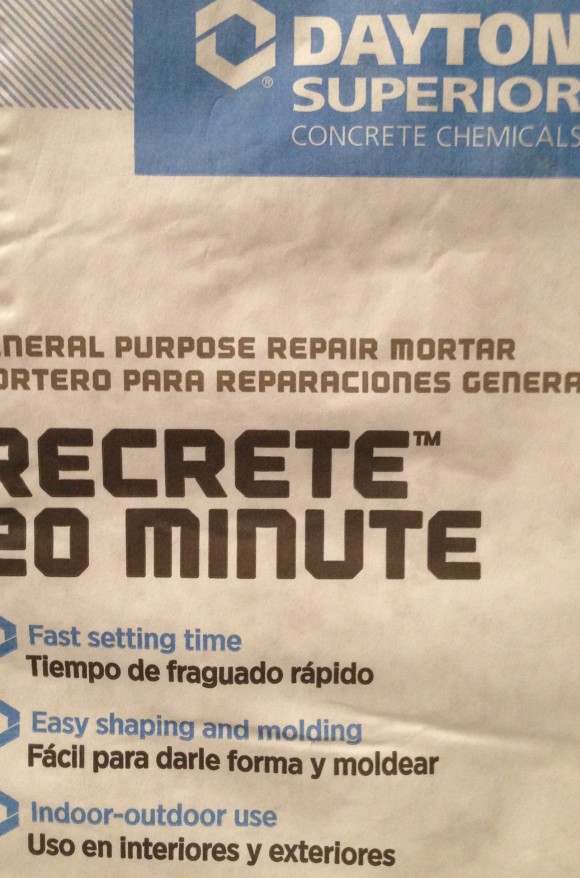 DAYTON
SUPERIOR
®
CONCRETE CHEMICALS
NERAL PURPOSE REPAIR MORTAR
ORTERO PARA REPARACIONES GENERA
RECRETE™
20 MINUTE
Fast setting time
Tiempo de fraguado rápido
Easy shaping and molding
Fácil para darle forma y moldear
Indoor-outdoor use
Uso en interiores y exteriores